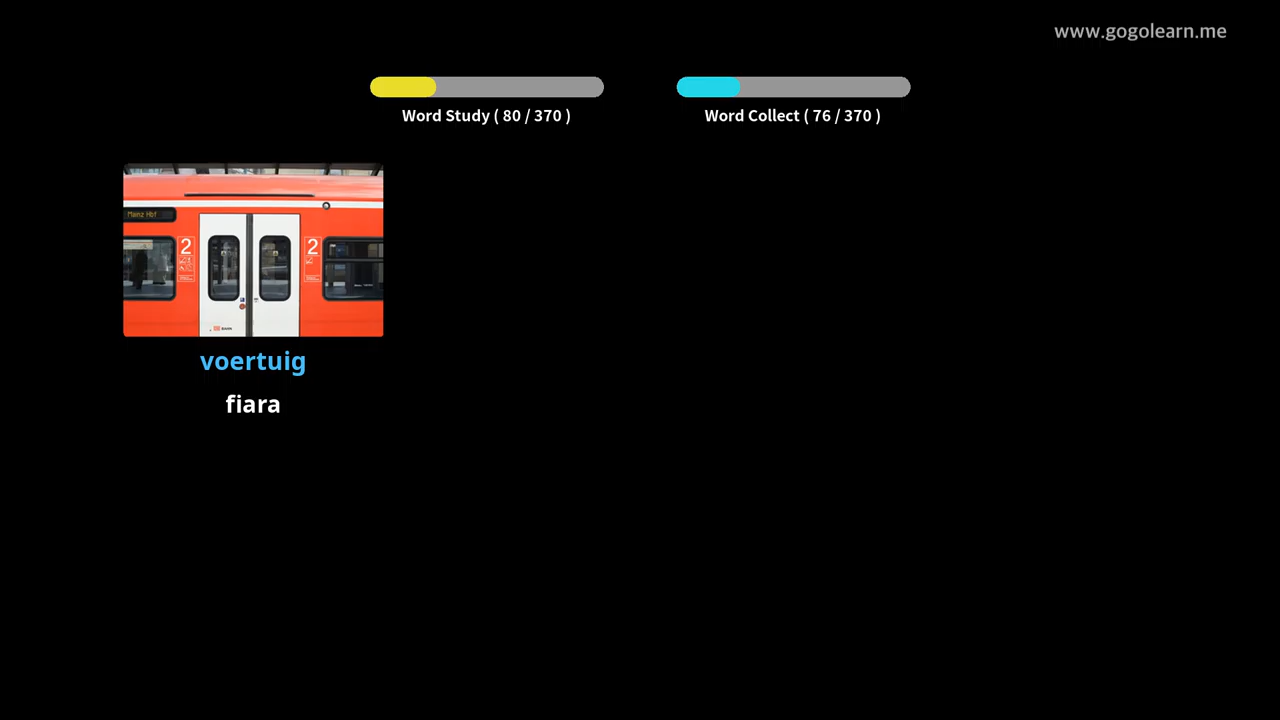 www.gogolearn.me
Word Study ( 80 / 370 )
Word Collect ( 76 / 370 )
Mainz Hbf
2
2
voertuig
fiara